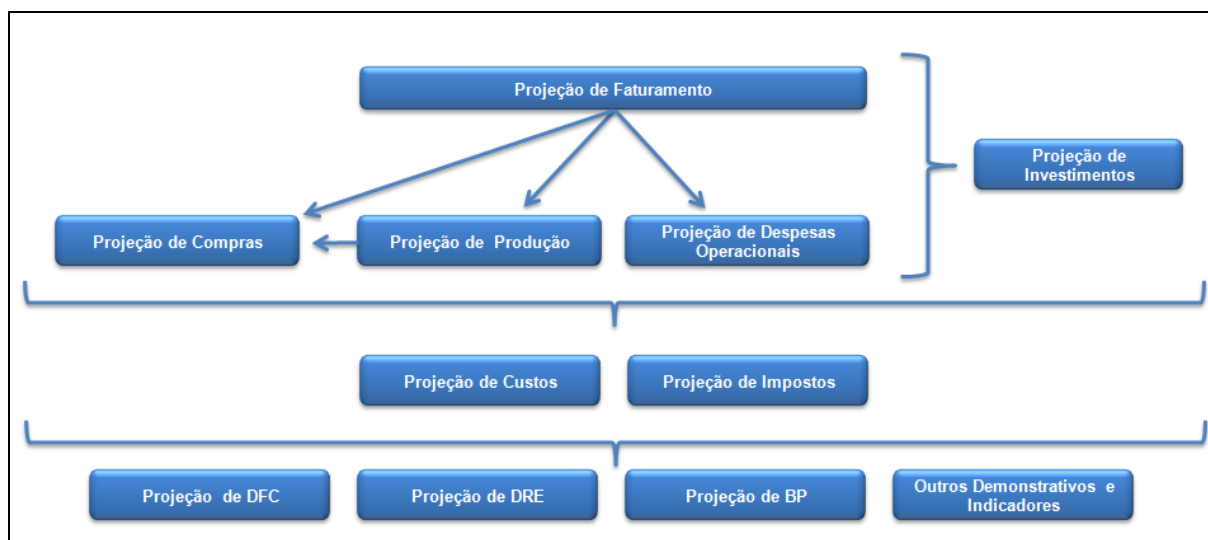 Projeção de Faturamento
Projeção de
Investimentos
Projeção de Compras
Projeção de Produção
Projeção de Despesas
Operacionais
Projeção de Custos
Projeção de Impostos
Projeção de DFC
Projeção de DRE
Projeção de BP
Outros Demonstrativos e
Indicadores